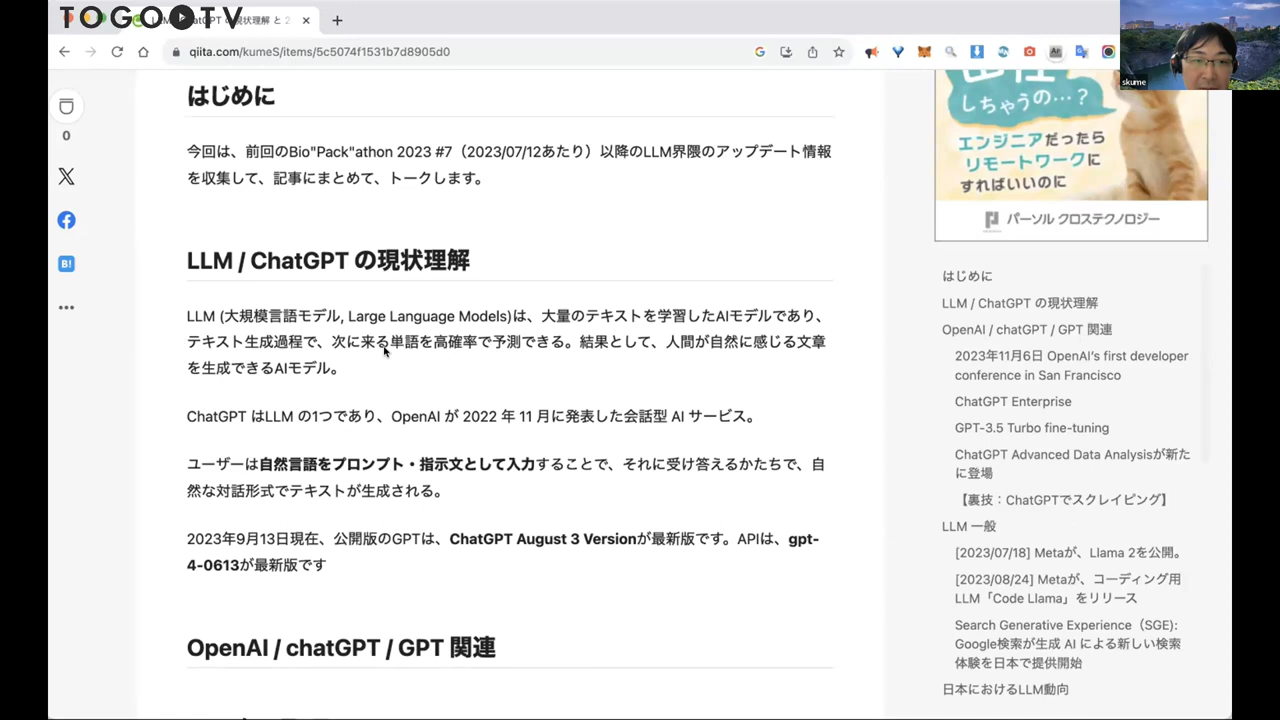 TOGO TV
ChatGPT の現状理解 と 2
qiita.com/kumeS/items/5c5074f1531b7d8905d0
skume
0
はじめに
今回は、前回のBio"Pack"athon 2023 #7（2023/07/12あたり）以降のLLM界隈のアップデート情報
を収集して、記事にまとめて、トークします。
LLM / ChatGPT の現状理解
LLM (大規模言語モデル, Large Language Models)は、大量のテキストを学習したAIモデルであり、
テキスト生成過程で、次に来る単語を高確率で予測できる。結果として、人間が自然に感じる文章
を生成できるAIモデル。
ChatGPT はLLM の1つであり、OpenAI が 2022 年 11 月に発表した会話型 AI サービス。
ユーザーは自然言語をプロンプト・指示文として入力することで、それに受け答えるかたちで、自
然な対話形式でテキストが生成される。
2023年9月13日現在、公開版のGPTは、ChatGPT August 3 Versionが最新版です。APIは、gpt-
4-0613が最新版です
OpenAI / chatGPT / GPT 関連
しちゃうの…？
エンジニアだったら
リモートワークに
すればいいのに
パーソル クロステクノロジー
はじめに
LLM / ChatGPT の現状理解
OpenAI / chatGPT / GPT 関連
2023年11月6日 OpenAI's first developer
conference in San Francisco
ChatGPT Enterprise
GPT-3.5 Turbo fine-tuning
ChatGPT Advanced Data Analysisが新た
に登場
【裏技：ChatGPTでスクレイピング】
LLM 一般
[2023/07/18] Metaが、Llama 2を公開。
[2023/08/24] Metaが、コーディング用
LLM「Code Llama」をリリース
Search Generative Experience（SGE):
Google検索が生成 AI による新しい検索
体験を日本で提供開始
日本におけるLLM動向